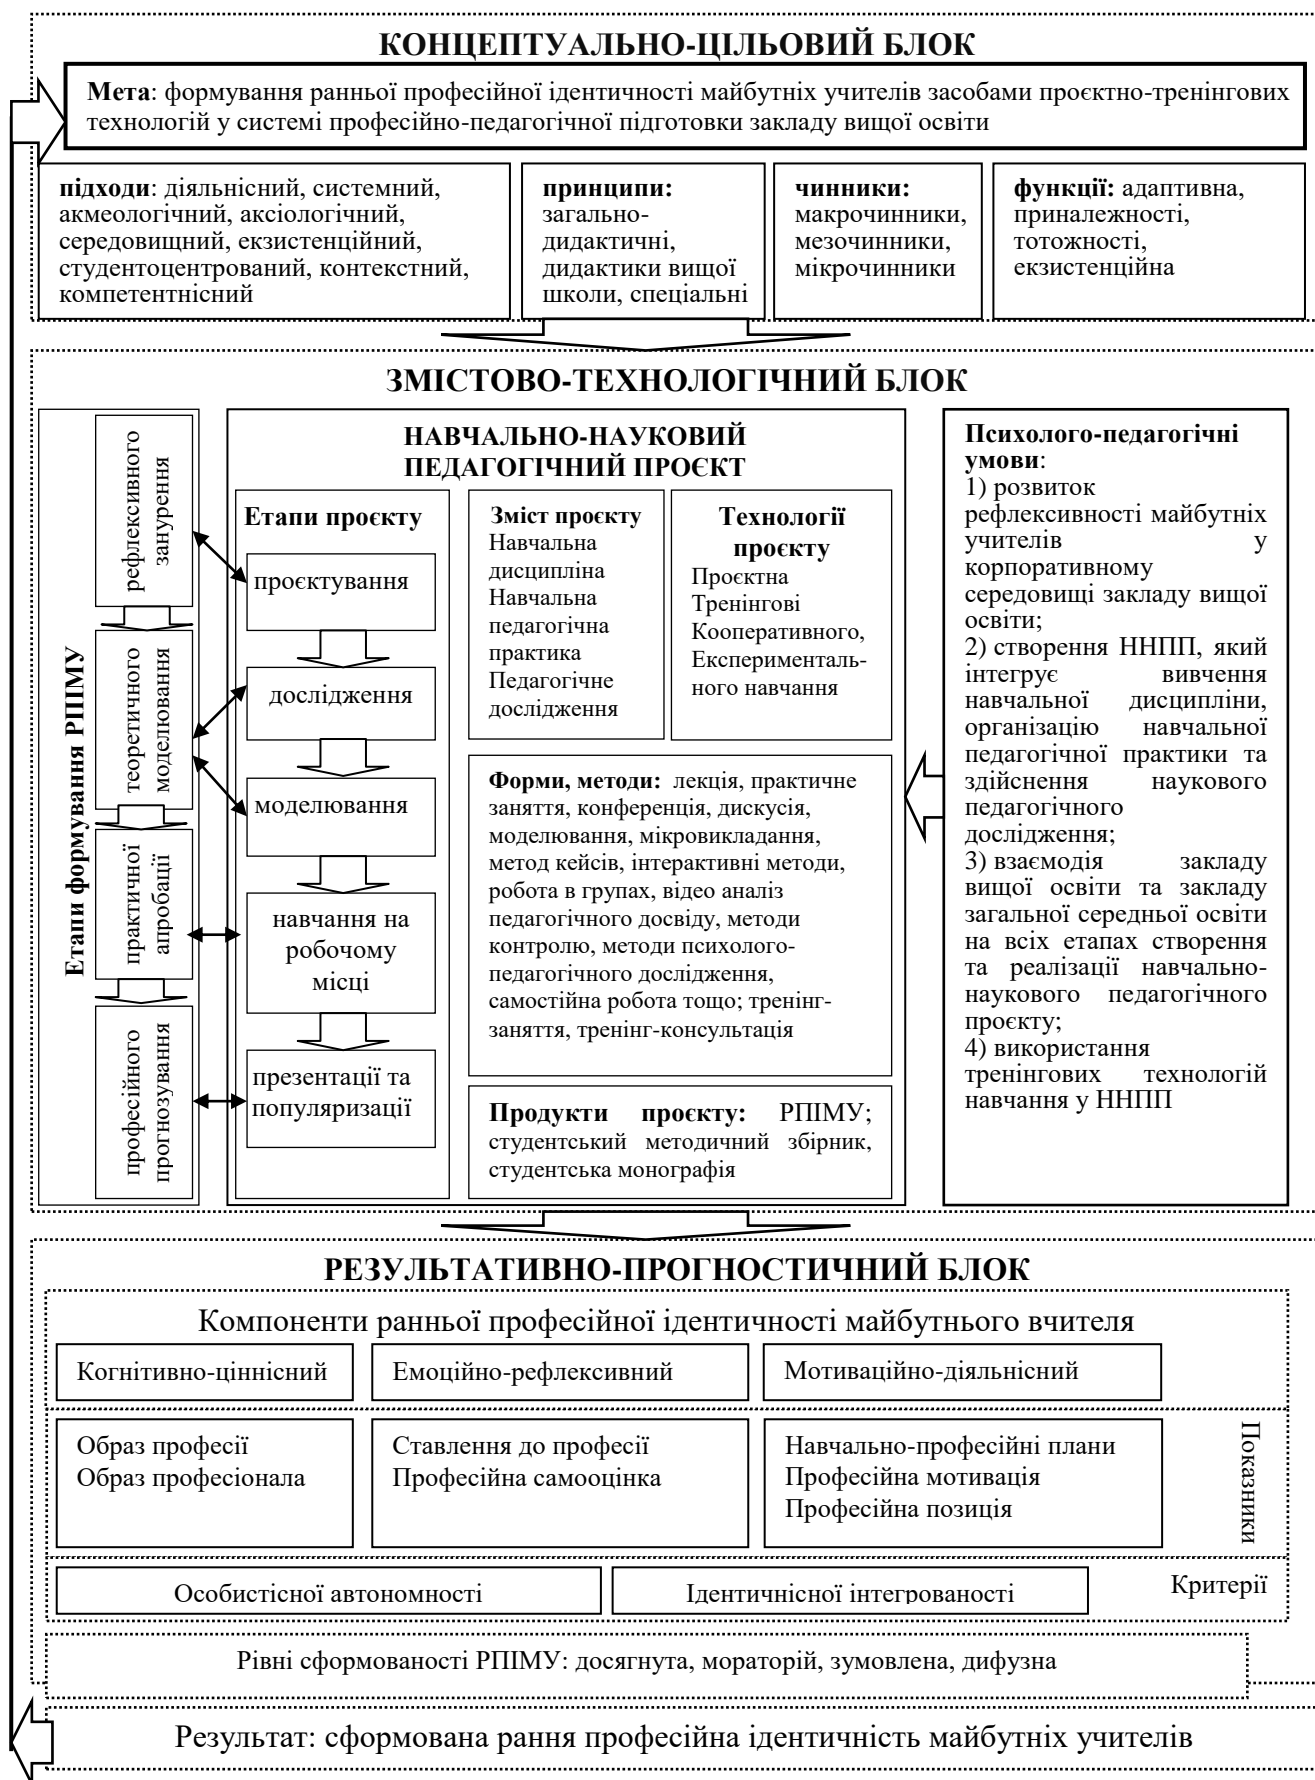 КОНЦЕПТУАЛЬНО-ЦІЛЬОВИЙ БЛОК
Мета: формування ранньої професійної ідентичності майбутніх учителів засобами проєктно-тренінгових
технологій у системі професійно-педагогічної підготовки закладу вищої освіти
підходи: діяльнісний, системний,
акмеологічний, аксіологічний,
середовищний, екзистенційний,
студентоцентрований, контекстний,
компетентнісний
принципи:
загально-
дидактичні,
дидактики вищої
школи, спеціальні
чинники:
макрочинники,
мезочинники,
мікрочинники
функції: адаптивна,
приналежності,
тотожності,
екзистенційна
ЗМІСТОВО-ТЕХНОЛОГІЧНИЙ БЛОК
Етапи формування РПІМУ
рефлексивного
занурення
теоретичного
моделювання
практичної
апробації
професійного
прогнозування
НАВЧАЛЬНО-НАУКОВИЙ
ПЕДАГОГІЧНИЙ ПРОЄКТ
Етапи проєкту
проєктування
дослідження
моделювання
навчання на
робочому
місці
презентації та
популяризації
Зміст проєкту
Навчальна
дисципліна
Навчальна
педагогічна
практика
Педагогічне
дослідження
Технології
проєкту
Проєктна
Тренінгові
Кооперативного,
Експерименталь-
ного навчання
Форми, методи: лекція, практичне
заняття, конференція, дискусія,
моделювання, мікровикладання,
метод кейсів, інтерактивні методи,
робота в групах, відео аналіз
педагогічного досвіду, методи
контролю, методи психолого-
педагогічного дослідження,
самостійна робота тощо; тренінг-
заняття, тренінг-консультація
Продукти проєкту: РПІМУ;
студентський методичний збірник,
студентська монографія
Психолого-педагогічні
умови:
1) розвиток
рефлексивності майбутніх
учителів у
корпоративному
середовищі закладу вищої
освіти;
2) створення ННПП, який
інтегрує вивчення
навчальної дисципліни,
організацію навчальної
педагогічної практики та
здійснення наукового
педагогічного
дослідження;
3) взаємодія закладу
вищої освіти та закладу
загальної середньої освіти
на всіх етапах створення
та реалізації навчально-
наукового педагогічного
проєкту;
4) використання
тренінгових технологій
навчання у ННПП
РЕЗУЛЬТАТИВНО-ПРОГНОСТИЧНИЙ БЛОК
Компоненти ранньої професійної ідентичності майбутнього вчителя
Когнітивно-ціннісний
Емоційно-рефлексивний
Мотиваційно-діяльнісний
Образ професії
Образ професіонала
Ставлення до професії
Професійна самооцінка
Навчально-професійні плани
Професійна мотивація
Професійна позиція
Показники
Особистісної автономності
Ідентичнісної інтегрованості
Критерії
Рівні сформованості РПІМУ: досягнута, мораторій, зумовлена, дифузна
Результат: сформована рання професійна ідентичність майбутніх учителів